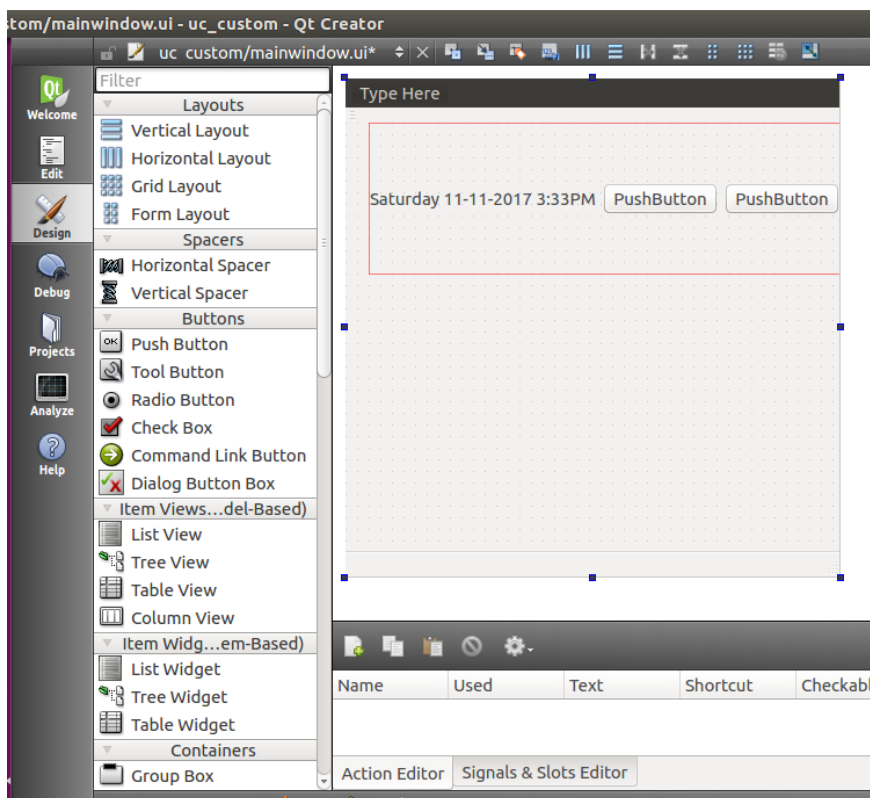 tom/mainwindow.ui - uc_custom - Qt Creator
uc_custom/mainwindow.ui*
Qt
Welcome
Edit
Design
Debug
Projects
Analyze
Help
Filter
Layouts
Vertical Layout
Horizontal Layout
Grid Layout
Form Layout
Spacers
Horizontal Spacer
Vertical Spacer
Buttons
OK Push Button
Tool Button
Radio Button
Check Box
Command Link Button
Dialog Button Box
Item Views...del-Based)
List View
Tree View
Table View
Column View
Item Widg...em-Based)
List Widget
Tree Widget
Table Widget
Containers
Group Box
Type Here
Saturday 11-11-2017 3:33PM PushButton PushButton
Name Used Text Shortcut Checkabl
Action Editor Signals & Slots Editor